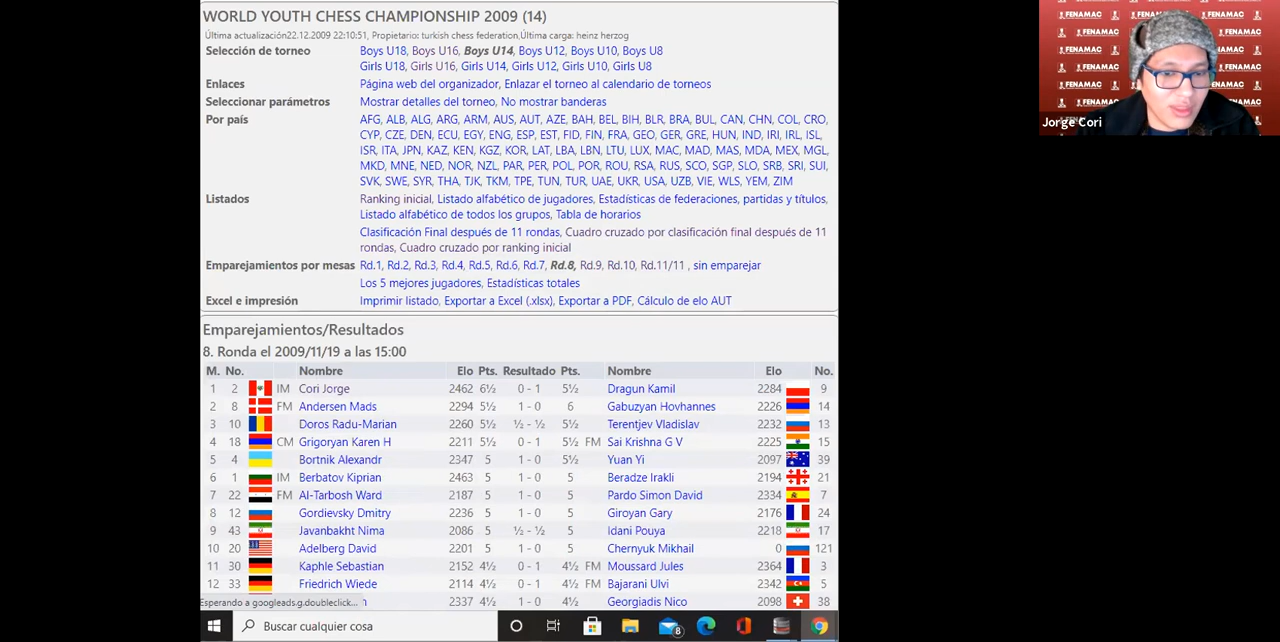 WORLD YOUTH CHESS CHAMPIONSHIP 2009 (14)
Última actualización22.12.2009 22:10:51, Propietario: turkish chess federation,Última carga: heinz herzog
Selección de torneo Boys U18, Boys U16, Boys U14, Boys U12, Boys U10, Boys U8
Girls U18, Girls U16, Girls U14, Girls U12, Girls U10, Girls U8
Enlaces Página web del organizador, Enlazar el torneo al calendario de torneos
Seleccionar parámetros Mostrar detalles del torneo, No mostrar banderas
Por país AFG, ALB, ALG, ARG, ARM, AUS, AUT, AZE, BAH, BEL, BIH, BLR, BRA, BUL, CAN, CHN, COL, CRO,
CYP, CZE, DEN, ECU, EGY, ENG, ESP, EST, FID, FIN, FRA, GEO, GER, GRE, HUN, IND, IRI, IRL, ISL,
ISR, ITA, JPN, KAZ, KEN, KGZ, KOR, LAT, LBA, LBN, LTU, LUX, MAC, MAD, MAS, MDA, MEX, MGL,
MKD, MNE, NED, NOR, NZL, PAR, PER, POL, POR, ROU, RSA, RUS, SCO, SGP, SLO, SRB, SRI, SUI,
SVK, SWE, SYR, THA, TJK, TKM, TPE, TUN, TUR, UAE, UKR, USA, UZB, VIE, WLS, YEM, ZIM
Listados Ranking inicial, Listado alfabético de jugadores, Estadísticas de federaciones, partidas y títulos,
Listado alfabético de todos los grupos, Tabla de horarios
Clasificación Final después de 11 rondas, Cuadro cruzado por clasificación final después de 11
rondas, Cuadro cruzado por ranking inicial
Emparejamientos por mesas Rd.1, Rd.2, Rd.3, Rd.4, Rd.5, Rd.6, Rd.7, Rd.8, Rd.9, Rd.10, Rd.11/11 , sin emparejar
Los 5 mejores jugadores, Estadísticas totales
Excel e impresión Imprimir listado, Exportar a Excel (.xlsx), Exportar a PDF, Cálculo de elo AUT
Emparejamientos/Resultados
8. Ronda el 2009/11/19 a las 15:00
M. No. Nombre Elo Pts. Resultado Pts. Nombre Elo No.
1 2 IM Cori Jorge 2462 6½ 0 - 1 5½ Dragun Kamil 2284 9
2 8 FM Andersen Mads 2294 5½ 1 - 0 6 Gabuzyan Hovhannes 2226 14
3 10 Doros Radu-Marian 2260 5½ ½ - ½ 5½ Terentjev Vladislav 2232 13
4 18 CM Grigoryan Karen H 2211 5½ 0 - 1 5½ FM Sai Krishna G V 2225 15
5 4 Bortnik Alexandr 2347 5 1 - 0 5½ Yuan Yi 2097 39
6 1 IM Berbatov Kiprian 2463 5 1 - 0 5 Beradze Irakli 2194 21
7 22 FM Al-Tarbosh Ward 2187 5 1 - 0 5 Pardo Simon David 2334 7
8 12 Gordievsky Dmitry 2236 5 1 - 0 5 Giroyan Gary 2176 24
9 43 Javanbakht Nima 2086 5 ½ - ½ 5 Idani Pouya 2218 17
10 20 Adelberg David 2201 5 1 - 0 5 Chernyuk Mikhail 0 121
11 30 Kaphle Sebastian 2152 4½ 0 - 1 4½ FM Moussard Jules 2364 3
12 33 Friedrich Wiede 2114 4½ 0 - 1 4½ FM Bajarani Ulvi 2342 5
Esperando a googleads.g.doubleclick... 2337 4½ 1 - 0 4½ Georgiadis Nico 2098 38
Buscar cualquier cosa
8
FENAMAC FENAMAC FENAMAC
FENAMAC
FENAMAC
FENAMAC
Jorge Cori